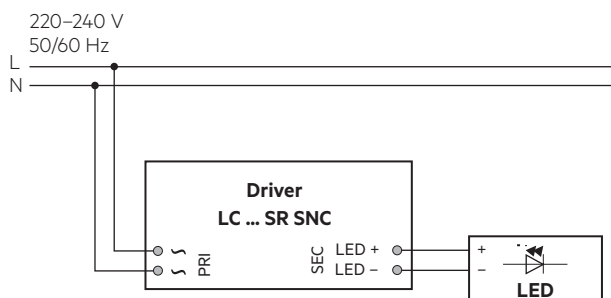 220–240 V
50/60 Hz
L
N
Driver
LC ... SR SNC
~ PRI SEC LED + +
~ LED – –
LED